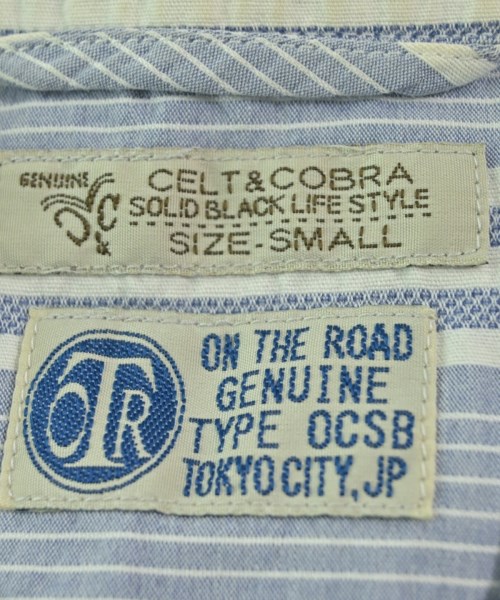 GENUINE
C&C
CELT & COBRA
SOLID BLACK LIFE STYLE
SIZE-SMALL
OTR
ON THE ROAD
GENUINE
TYPE OCSB
TOKYO CITY, JP